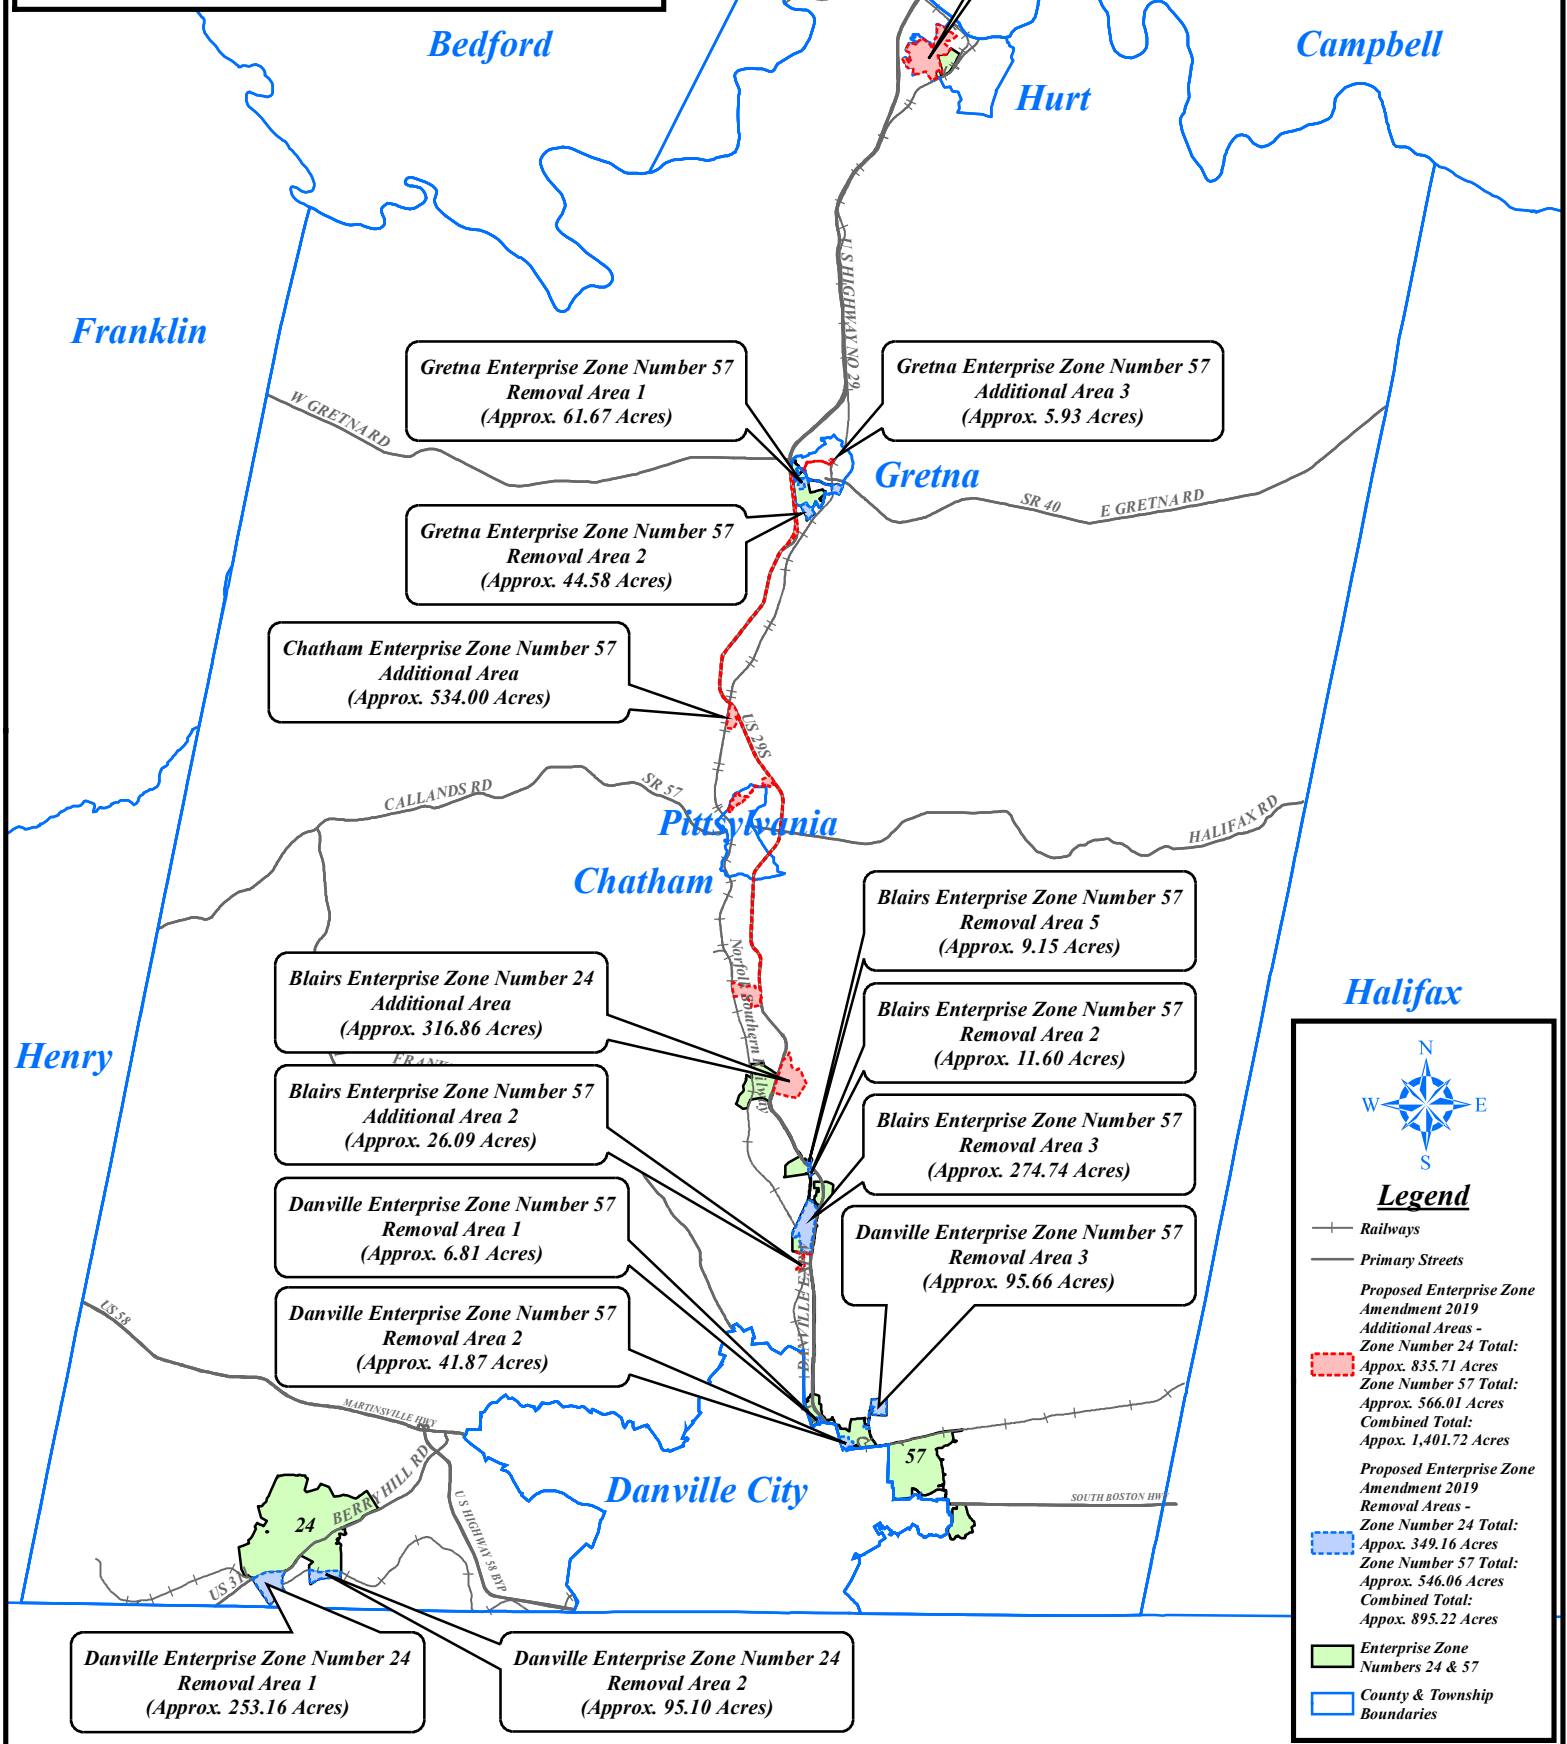 Bedford
Campbell
Hurt
Franklin
U S HIGHWAY NO 29
Gretna Enterprise Zone Number 57
Removal Area 1
(Approx. 61.67 Acres)
Gretna Enterprise Zone Number 57
Additional Area 3
(Approx. 5.93 Acres)
W GRETNA RD
Gretna
SR 40
E GRETNA RD
Gretna Enterprise Zone Number 57
Removal Area 2
(Approx. 44.58 Acres)
Chatham Enterprise Zone Number 57
Additional Area
(Approx. 534.00 Acres)
US 29S
CALLANDS RD
SR 57
Pittsylvania
HALIFAX RD
Chatham
Blairs Enterprise Zone Number 57
Removal Area 5
(Approx. 9.15 Acres)
Norfolk Southern Railway
Blairs Enterprise Zone Number 24
Additional Area
(Approx. 316.86 Acres)
Halifax
Blairs Enterprise Zone Number 57
Removal Area 2
(Approx. 11.60 Acres)
Henry
Blairs Enterprise Zone Number 57
Additional Area 2
(Approx. 26.09 Acres)
Blairs Enterprise Zone Number 57
Removal Area 3
(Approx. 274.74 Acres)
Danville Enterprise Zone Number 57
Removal Area 1
(Approx. 6.81 Acres)
Danville Enterprise Zone Number 57
Removal Area 3
(Approx. 95.66 Acres)
DANVILLE EXPY
Danville Enterprise Zone Number 57
Removal Area 2
(Approx. 41.87 Acres)
US 58
MARTINSVILLE HWY
57
Danville City
SOUTH BOSTON HWY
BERRY HILL RD
24
U S HIGHWAY 58 BYP
US 311
Danville Enterprise Zone Number 24
Removal Area 1
(Approx. 253.16 Acres)
Danville Enterprise Zone Number 24
Removal Area 2
(Approx. 95.10 Acres)
N
W E
S
Legend
Railways
Primary Streets
Proposed Enterprise Zone
Amendment 2019
Additional Areas -
Zone Number 24 Total:
Appox. 835.71 Acres
Zone Number 57 Total:
Approx. 566.01 Acres
Combined Total:
Appox. 1,401.72 Acres
Proposed Enterprise Zone
Amendment 2019
Removal Areas -
Zone Number 24 Total:
Appox. 349.16 Acres
Zone Number 57 Total:
Approx. 546.06 Acres
Combined Total:
Appox. 895.22 Acres
Enterprise Zone
Numbers 24 & 57
County & Township
Boundaries